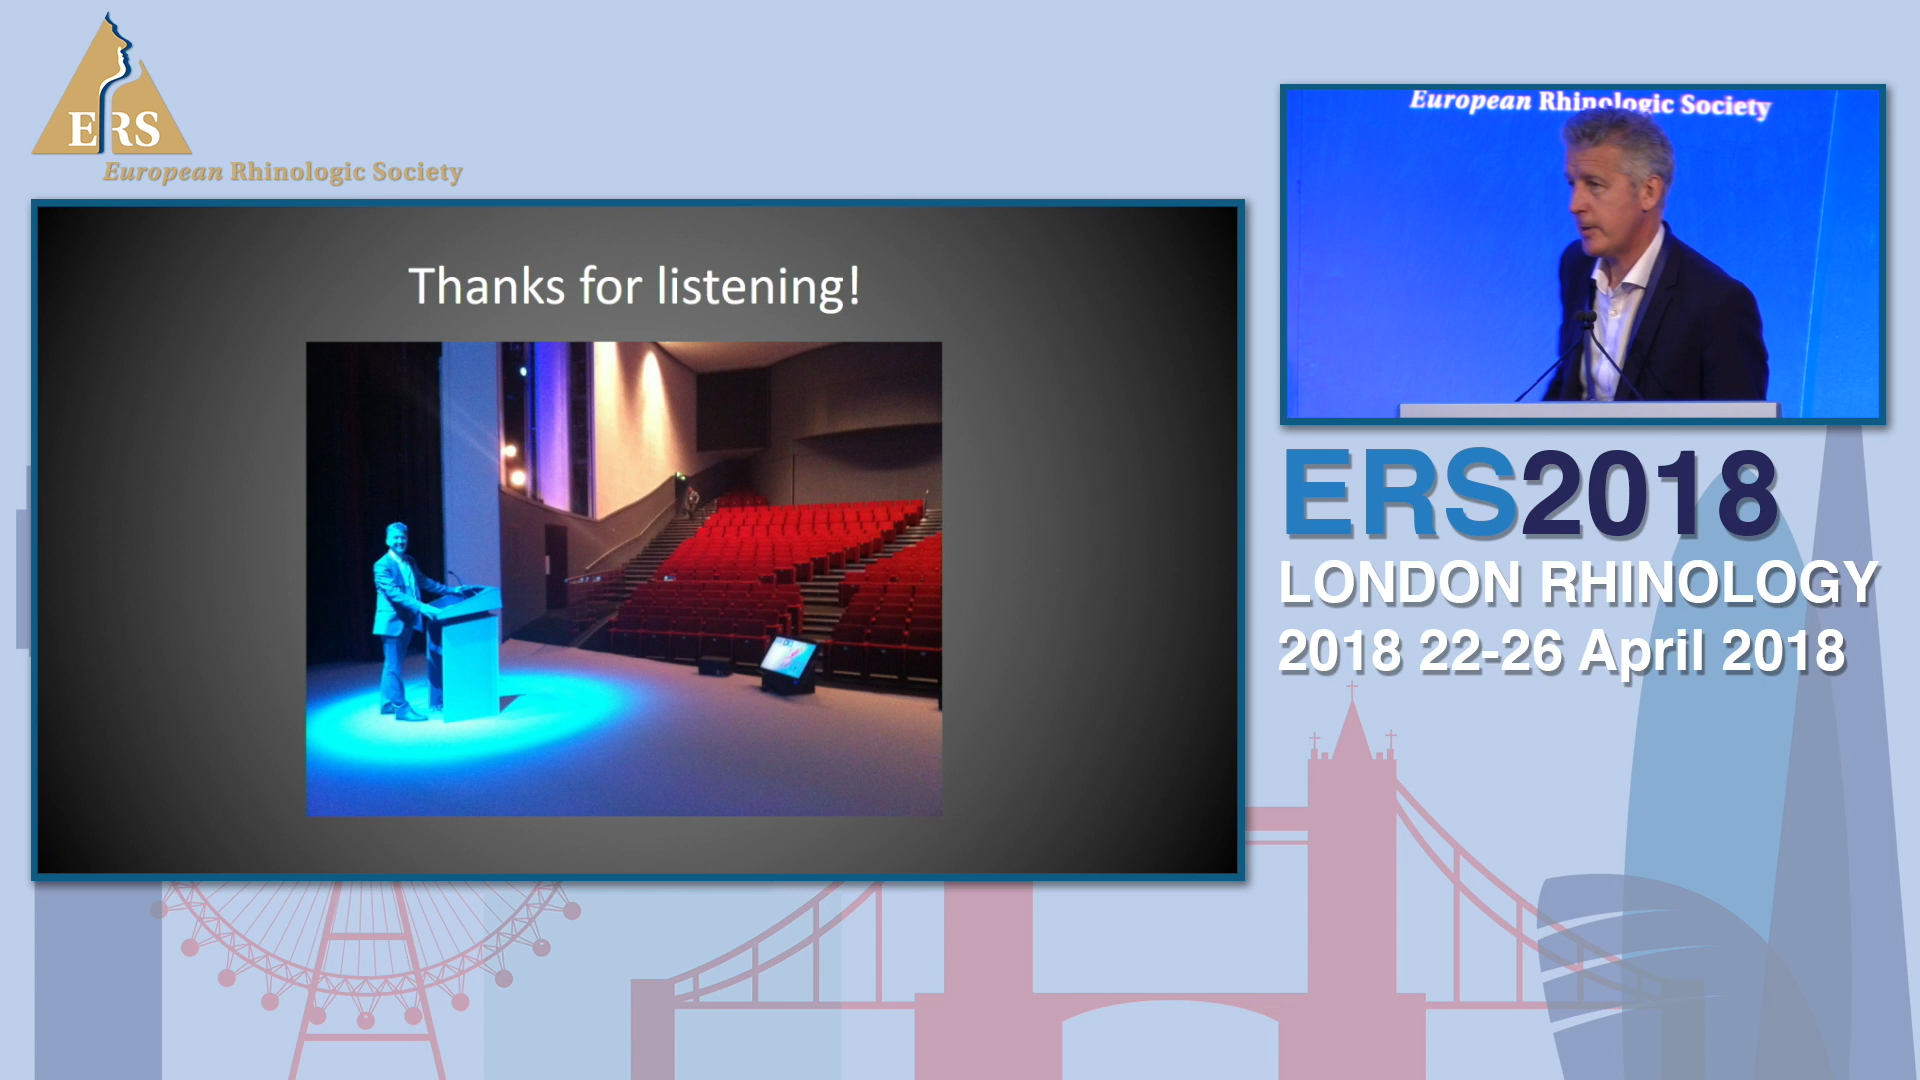 ERS
European Rhinologic Society
Thanks for listening!
European Rhinologic Society
ERS2018
LONDON RHINOLOGY
2018 22-26 April 2018